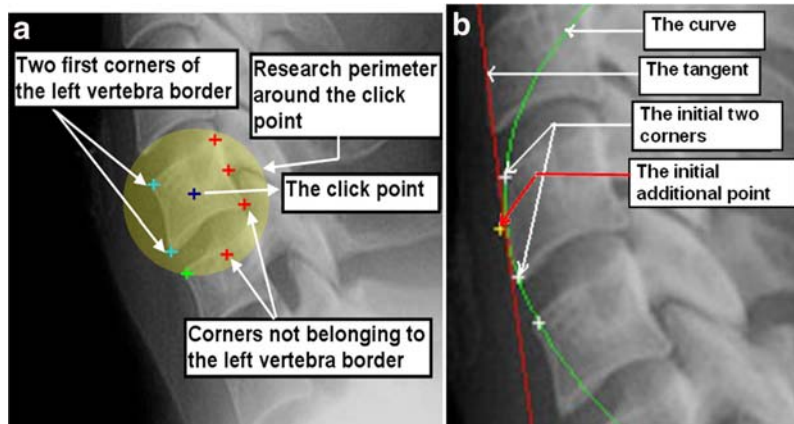 a
Two first corners of
the left vertebra border
Research perimeter
around the click
point
The click point
Corners not belonging to
the left vertebra border
b
The curve
The tangent
The initial two
corners
The initial
additional point